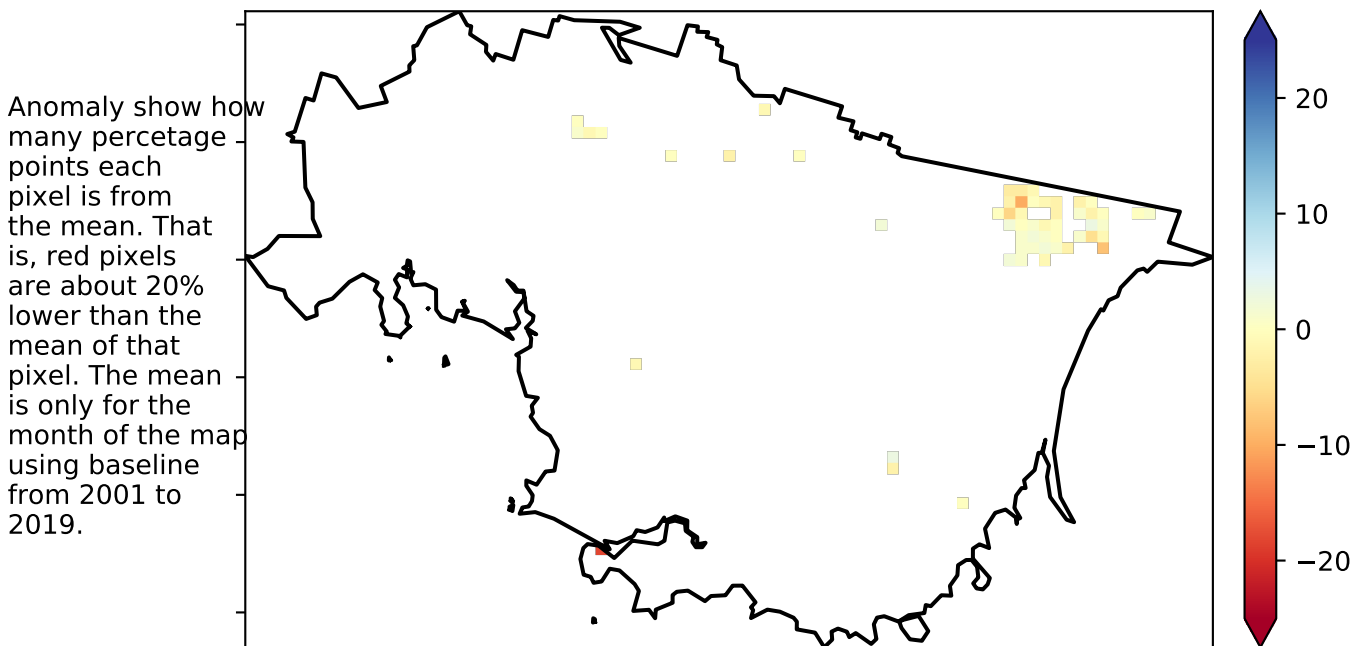 Anomaly show how
many percetage
points each
pixel is from
the mean. That
is, red pixels
are about 20%
lower than the
mean of that
pixel. The mean
is only for the
month of the map
using baseline
from 2001 to
2019.
20
10
0
−10
−20